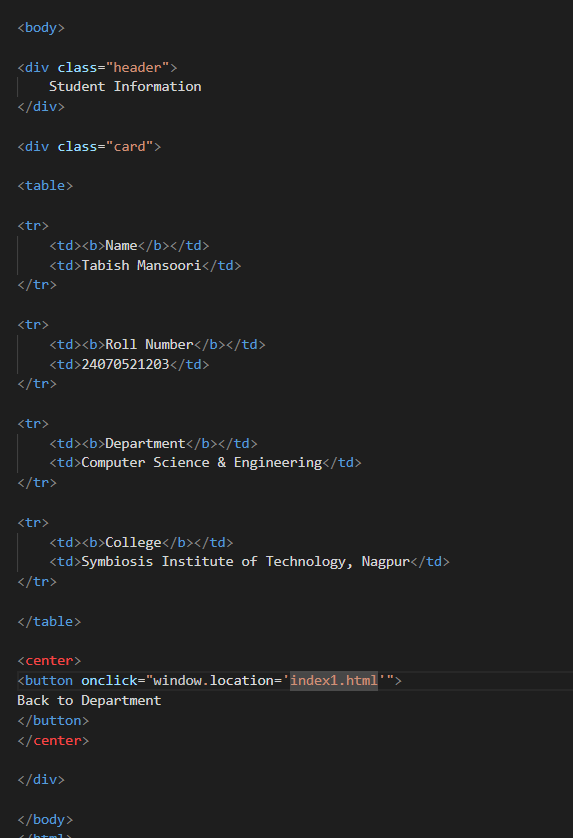 <body>
<div class="header">
Student Information
</div>
<div class="card">
<table>
<tr>
<td><b>Name</b></td>
<td>Tabish Mansoori</td>
</tr>
<tr>
<td><b>Roll Number</b></td>
<td>24070521203</td>
</tr>
<tr>
<td><b>Department</b></td>
<td>Computer Science & Engineering</td>
</tr>
<tr>
<td><b>College</b></td>
<td>Symbiosis Institute of Technology, Nagpur</td>
</tr>
</table>
<center>
<button onclick="window.location='index1.html'">
Back to Department
</button>
</center>
</div>
</body>
</html>